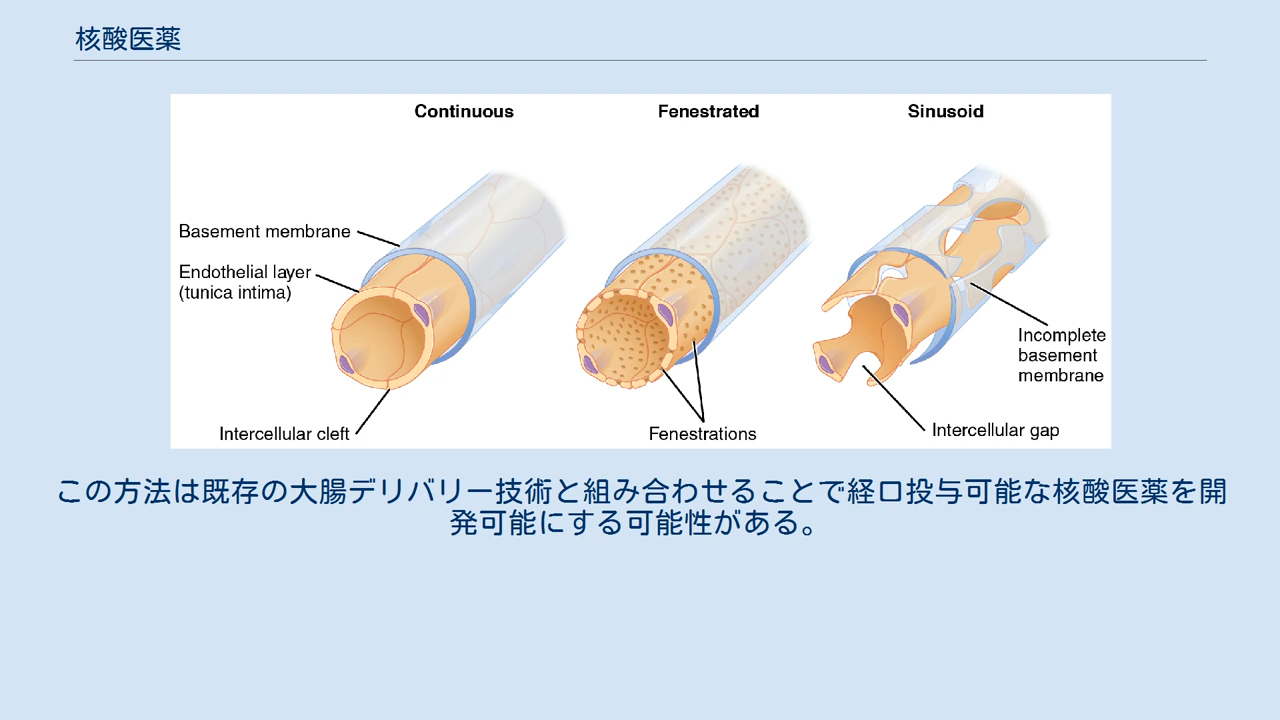 核酸医薬
Continuous
Fenestrated
Sinusoid
Basement membrane
Endothelial layer
(tunica intima)
Incomplete
basement
membrane
Intercellular cleft
Fenestrations
Intercellular gap
この方法は既存の大腸デリバリー技術と組み合わせることで経口投与可能な核酸医薬を開
発可能にする可能性がある。